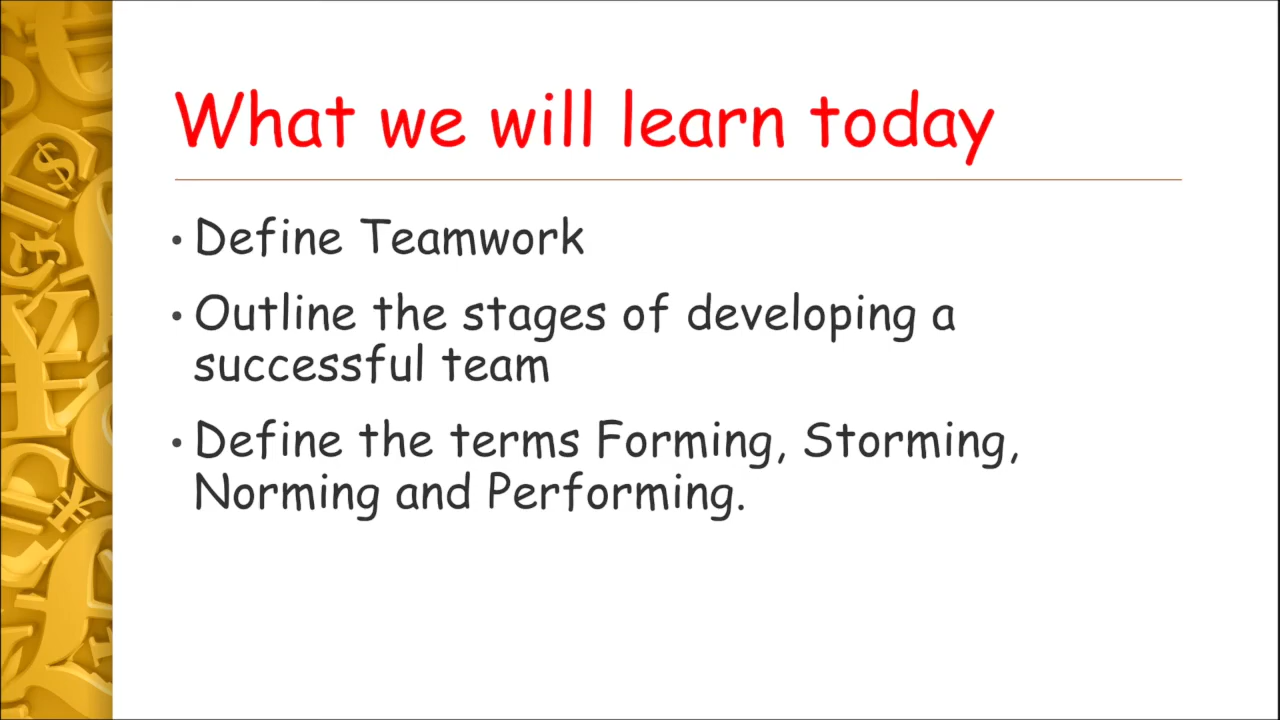 What we will learn today
• Define Teamwork
• Outline the stages of developing a
successful team
• Define the terms Forming, Storming,
Norming and Performing.